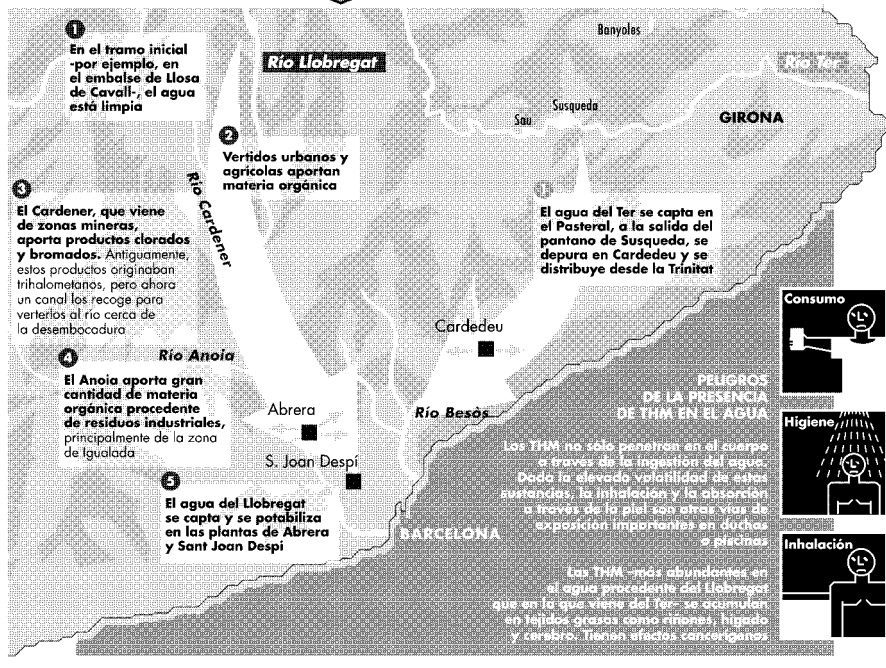 1
En el tramo inicial
-por ejemplo, en
el embalse de Llosa
de Cavall-, el agua
está limpia
Río Llobregat
Banyoles
Río Ter
Sau
Susqueda
GIRONA
2
Vertidos urbanos y
agrícolas aportan
materia orgánica
Río Cardener
3
El Cardener, que viene
de zonas mineras,
aporta productos clorados
y bromados. Antiguamente,
estos productos originaban
trihalometanos, pero ahora
un canal los recoge para
verterlos al río cerca de
la desembocadura
1
El agua del Ter se capta en
el Pasteral, a la salida del
pantano de Susqueda, se
depura en Cardedeu y se
distribuye desde la Trinitat
Cardedeu
Río Anoia
4
El Anoia aporta gran
cantidad de materia
orgánica procedente
de residuos industriales,
principalmente de la zona
de Igualada
Abrera
Río Besòs
S. Joan Despí
5
El agua del Llobregat
se capta y se potabiliza
en las plantas de Abrera
y Sant Joan Despí
BARCELONA
PELIGROS
DE LA PRESENCIA
DE THM EN EL AGUA
Los THM no sólo penetran en el cuerpo
a través de la ingestión del agua.
Dada la elevada volatilidad de estas
sustancias, la inhalación y la absorción
a través de la piel son otras vías de
exposición importantes en duchas
o piscinas
Los THM -más abundantes en
el agua procedente del Llobregat
que en la que viene del Ter- se acumulan
en tejidos grasos como riñones, hígado
y cerebro. Tienen efectos cancerígenos
Consumo
Higiene
Inhalación